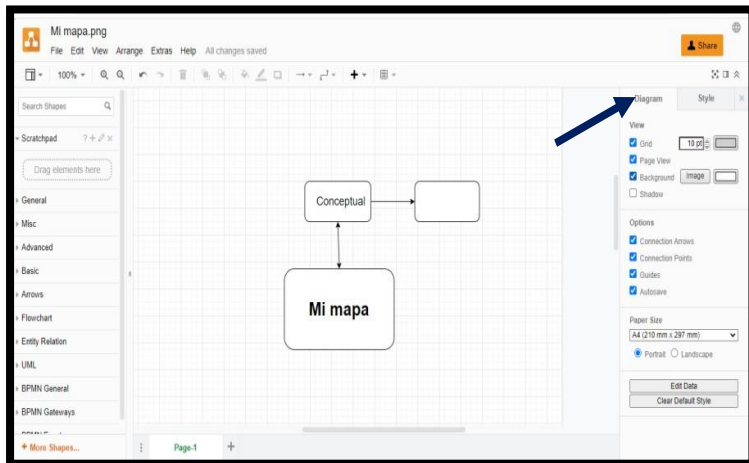 Mi mapa.png
File Edit View Arrange Extras Help All changes saved
Share
100%
Search Shapes
Scratchpad
Drag elements here
General
Misc
Advanced
Basic
Arrows
Flowchart
Entity Relation
UML
BPMN General
BPMN Gateways
+ More Shapes...
Conceptual
Mi mapa
Page-1
Diagram Style
View
Grid 10 pt
Page View
Background Image
Shadow
Options
Connection Arrows
Connection Points
Guides
Autosave
Paper Size
A4 (210 mm x 297 mm)
Portrait Landscape
Edit Data
Clear Default Style